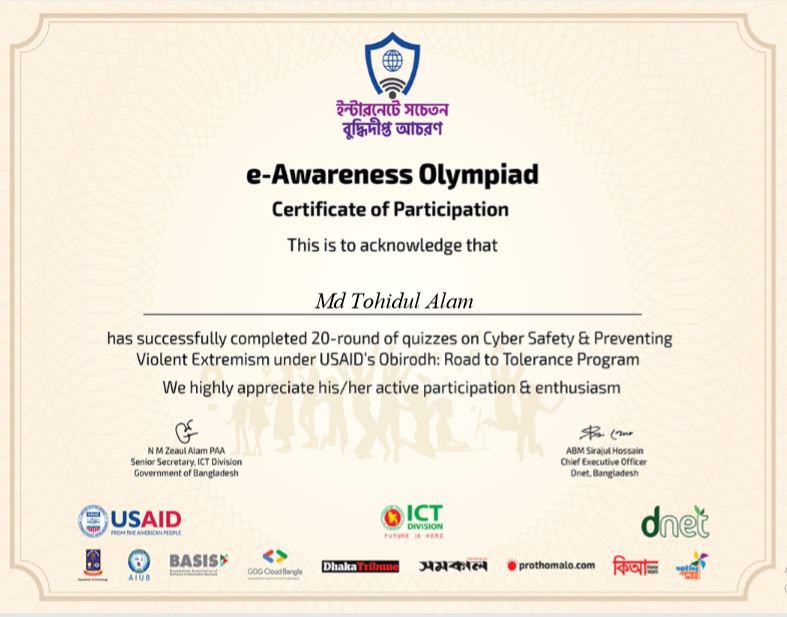 ইন্টারনেটে সচেতন
বুদ্ধিদীপ্ত আচরণ
e-Awareness Olympiad
Certificate of Participation
This is to acknowledge that
Md Tohidul Alam
has successfully completed 20-round of quizzes on Cyber Safety & Preventing
Violent Extremism under USAID's Obirodh: Road to Tolerance Program
We highly appreciate his/her active participation & enthusiasm
N M Zeaul Alam PAA
Senior Secretary, ICT Division
Government of Bangladesh
ABM Sirajul Hossain
Chief Executive Officer
Dnet, Bangladesh
USAID
FROM THE AMERICAN PEOPLE
ICT
DIVISION
FUTURE IS HERE
dnet
AIUB
BASIS
GDG Cloud Bangla
DhakaTribune
সমকাল
prothomalo.com
কিআ